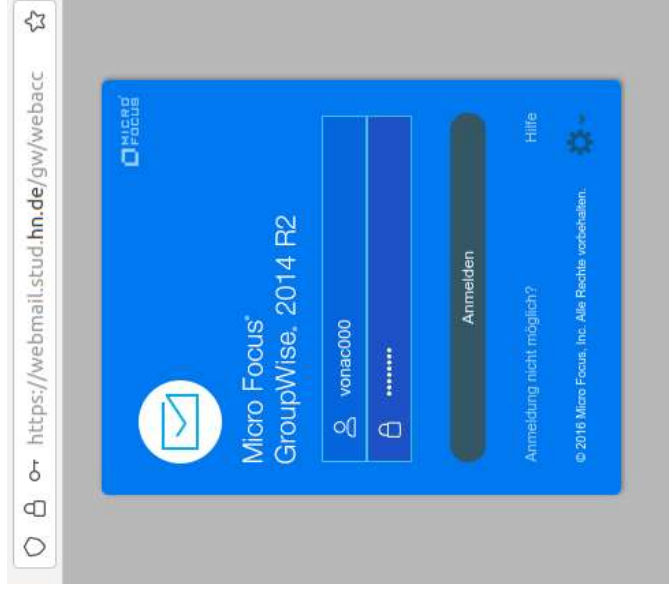 https://webmail.stud.hn.de/gw/webacc
MICRO
FOCUS
Micro Focus®
GroupWise® 2014 R2
vonac000
•••••••••
Anmelden
Anmeldung nicht möglich?
Hilfe
© 2016 Micro Focus, Inc. Alle Rechte vorbehalten.